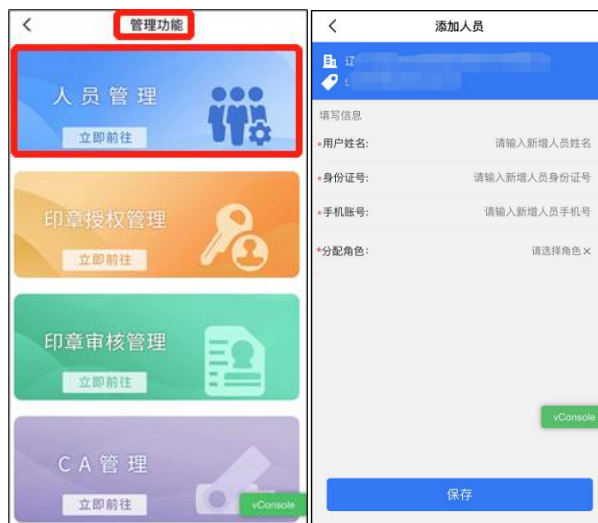 管理功能
人员管理
立即前往
印章授权管理
立即前往
印章审核管理
立即前往
CA管理
立即前往
vConsole
添加人员
辽
填写信息
*用户姓名:
请输入新增人员姓名
*身份证号:
请输入新增人员身份证号
*手机账号:
请输入新增人员手机号
*分配角色:
请选择角色×
vConsole
保存